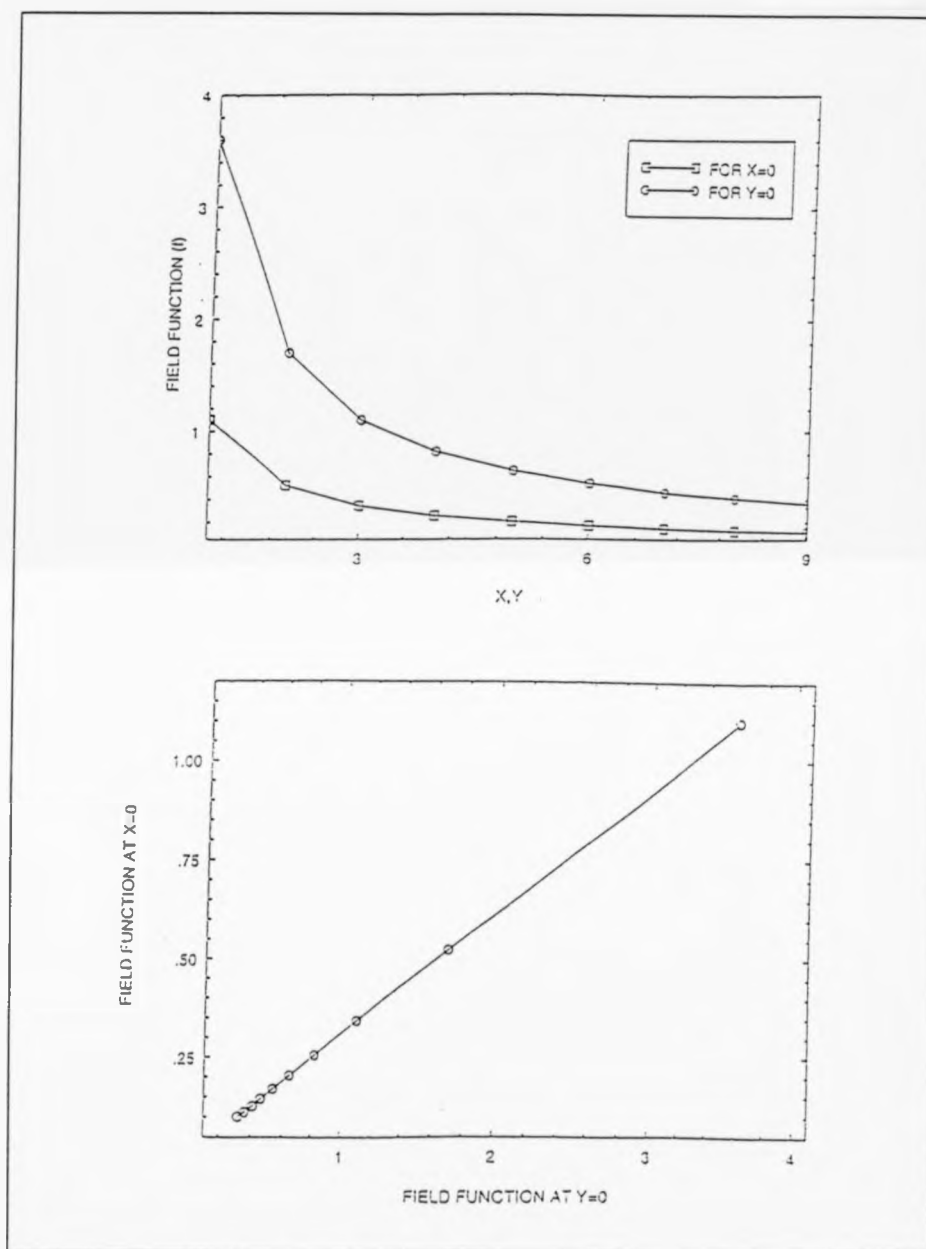 4
3
2
1
FIELD FUNCTION (I)
FOR X=0
FOR Y=0
3
6
9
X,Y
1.00
.75
.50
.25
FIELD FUNCTION AT X=0
1
2
3
4
FIELD FUNCTION AT Y=0